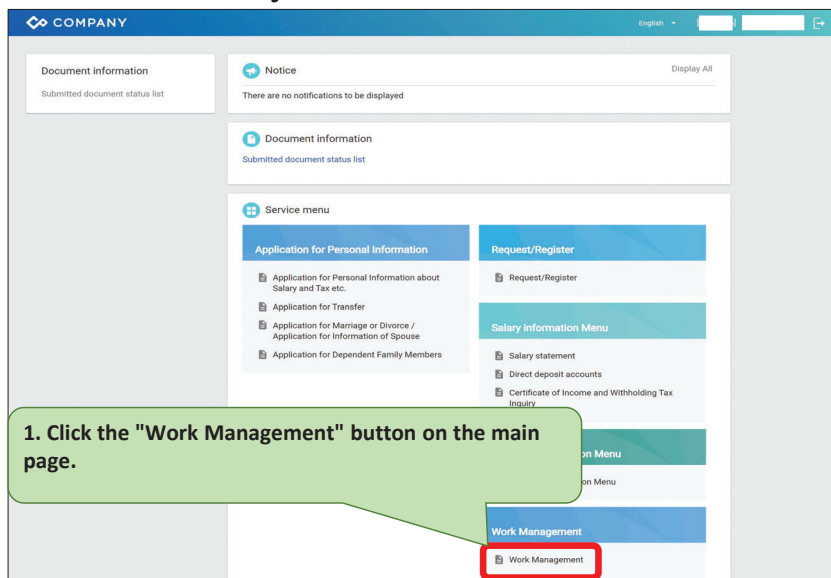 COMPANY
English
Document information
Submitted document status list
Notice
Display All
There are no notifications to be displayed
Document information
Submitted document status list
Service menu
Application for Personal Information
Application for Personal Information about
Salary and Tax etc.
Application for Transfer
Application for Marriage or Divorce /
Application for Information of Spouse
Application for Dependent Family Members
Request/Register
Request/Register
Salary information Menu
Salary statement
Direct deposit accounts
Certificate of Income and Withholding Tax
Inquiry
on Menu
on Menu
1. Click the "Work Management" button on the main
page.
Work Management
Work Management